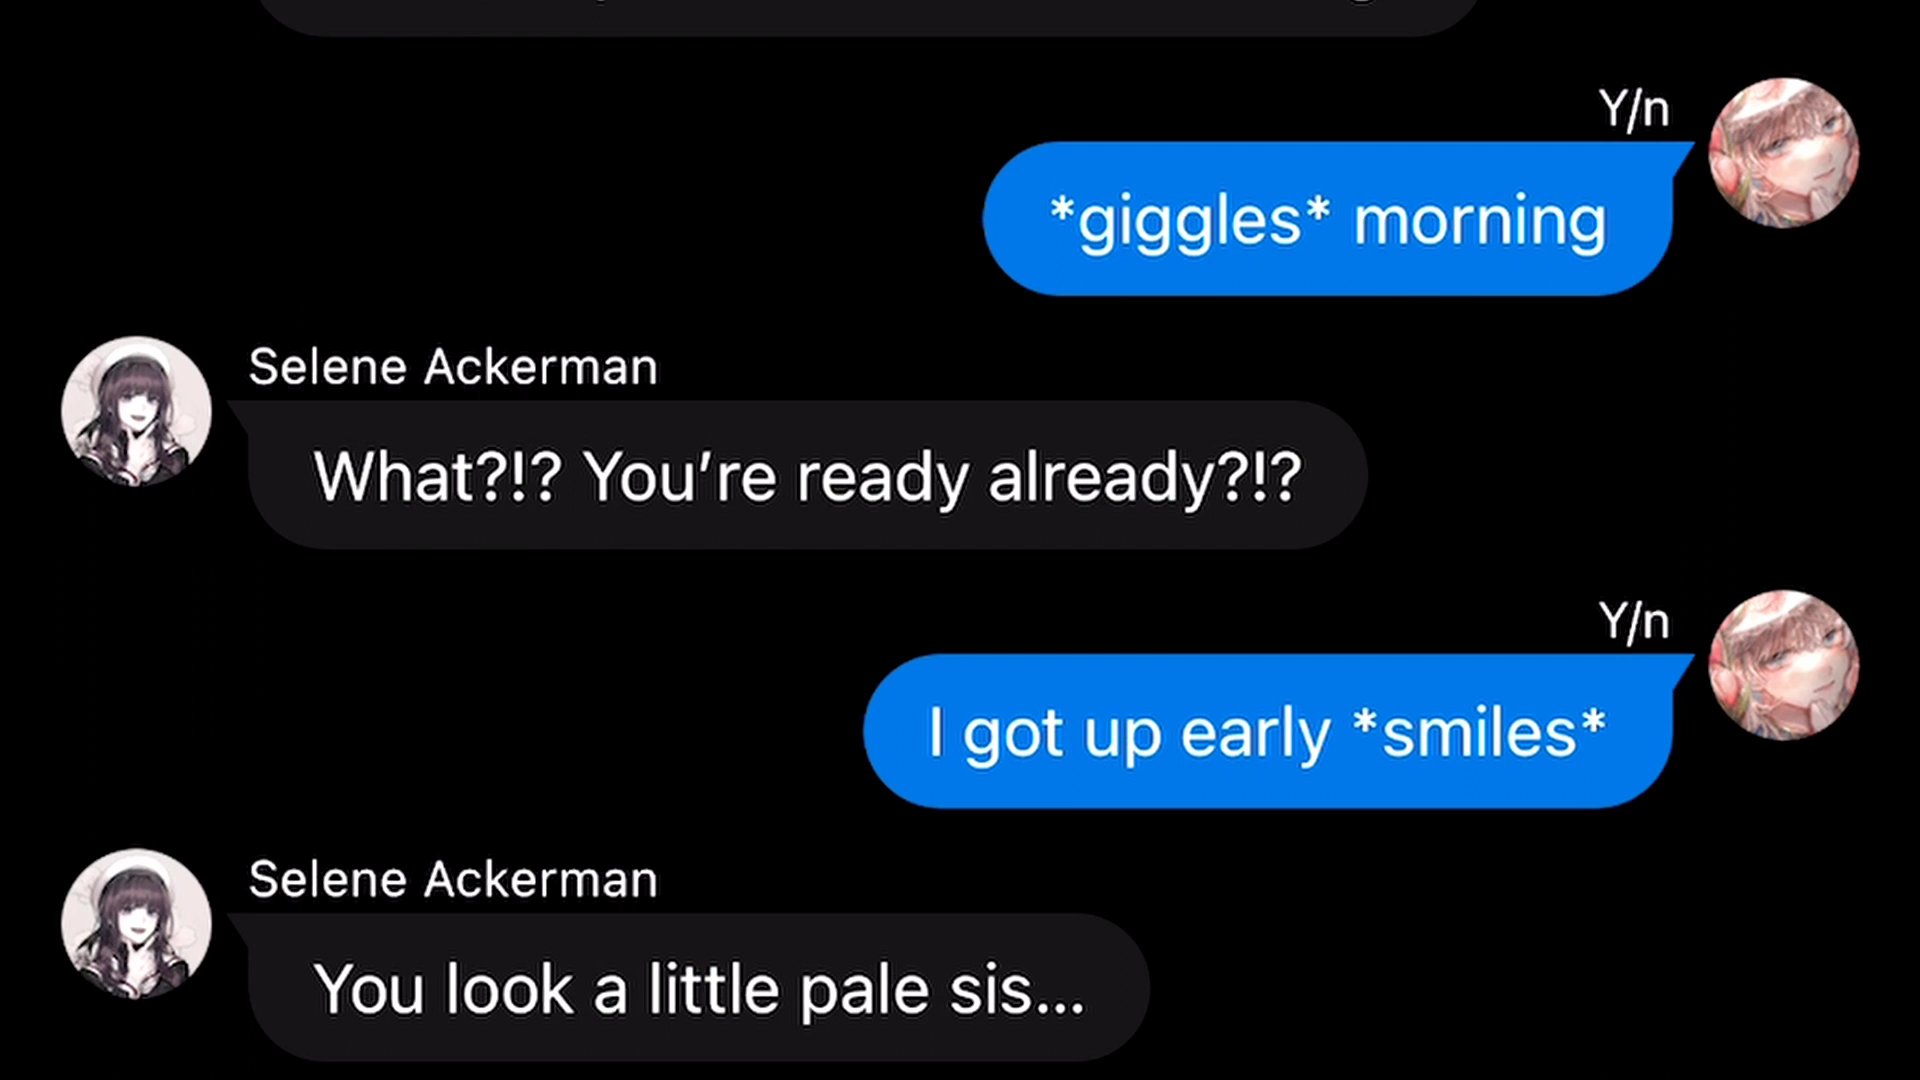 Y/n
*giggles* morning
Selene Ackerman
What?!? You’re ready already?!?
Y/n
I got up early *smiles*
Selene Ackerman
You look a little pale sis...